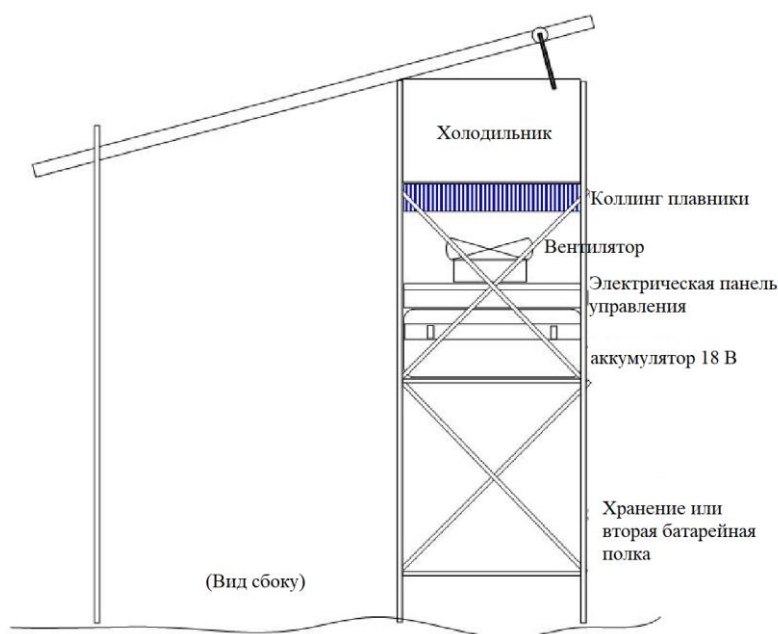 Холодильник
Коллинг плавники
Вентилятор
Электрическая панель
управления
аккумулятор 18 В
Хранение или
вторая батарейная
полка
(Вид сбоку)